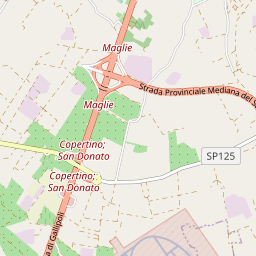 Maglie
Strada Provinciale Mediana del S
Maglie
Copertino;
San Donato
SP125
Copertino;
San Donato
a di Gallipoli